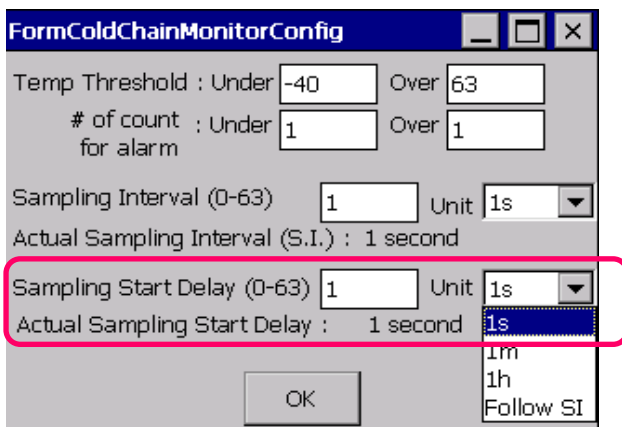 FormColdChainMonitorConfig
Temp Threshold : Under -40 Over 63
# of count for alarm : Under 1 Over 1
Sampling Interval (0-63) 1 Unit 1s
Actual Sampling Interval (S.I.) : 1 second
Sampling Start Delay (0-63) 1 Unit 1s
Actual Sampling Start Delay : 1 second
1s
1m
1h
Follow SI
OK